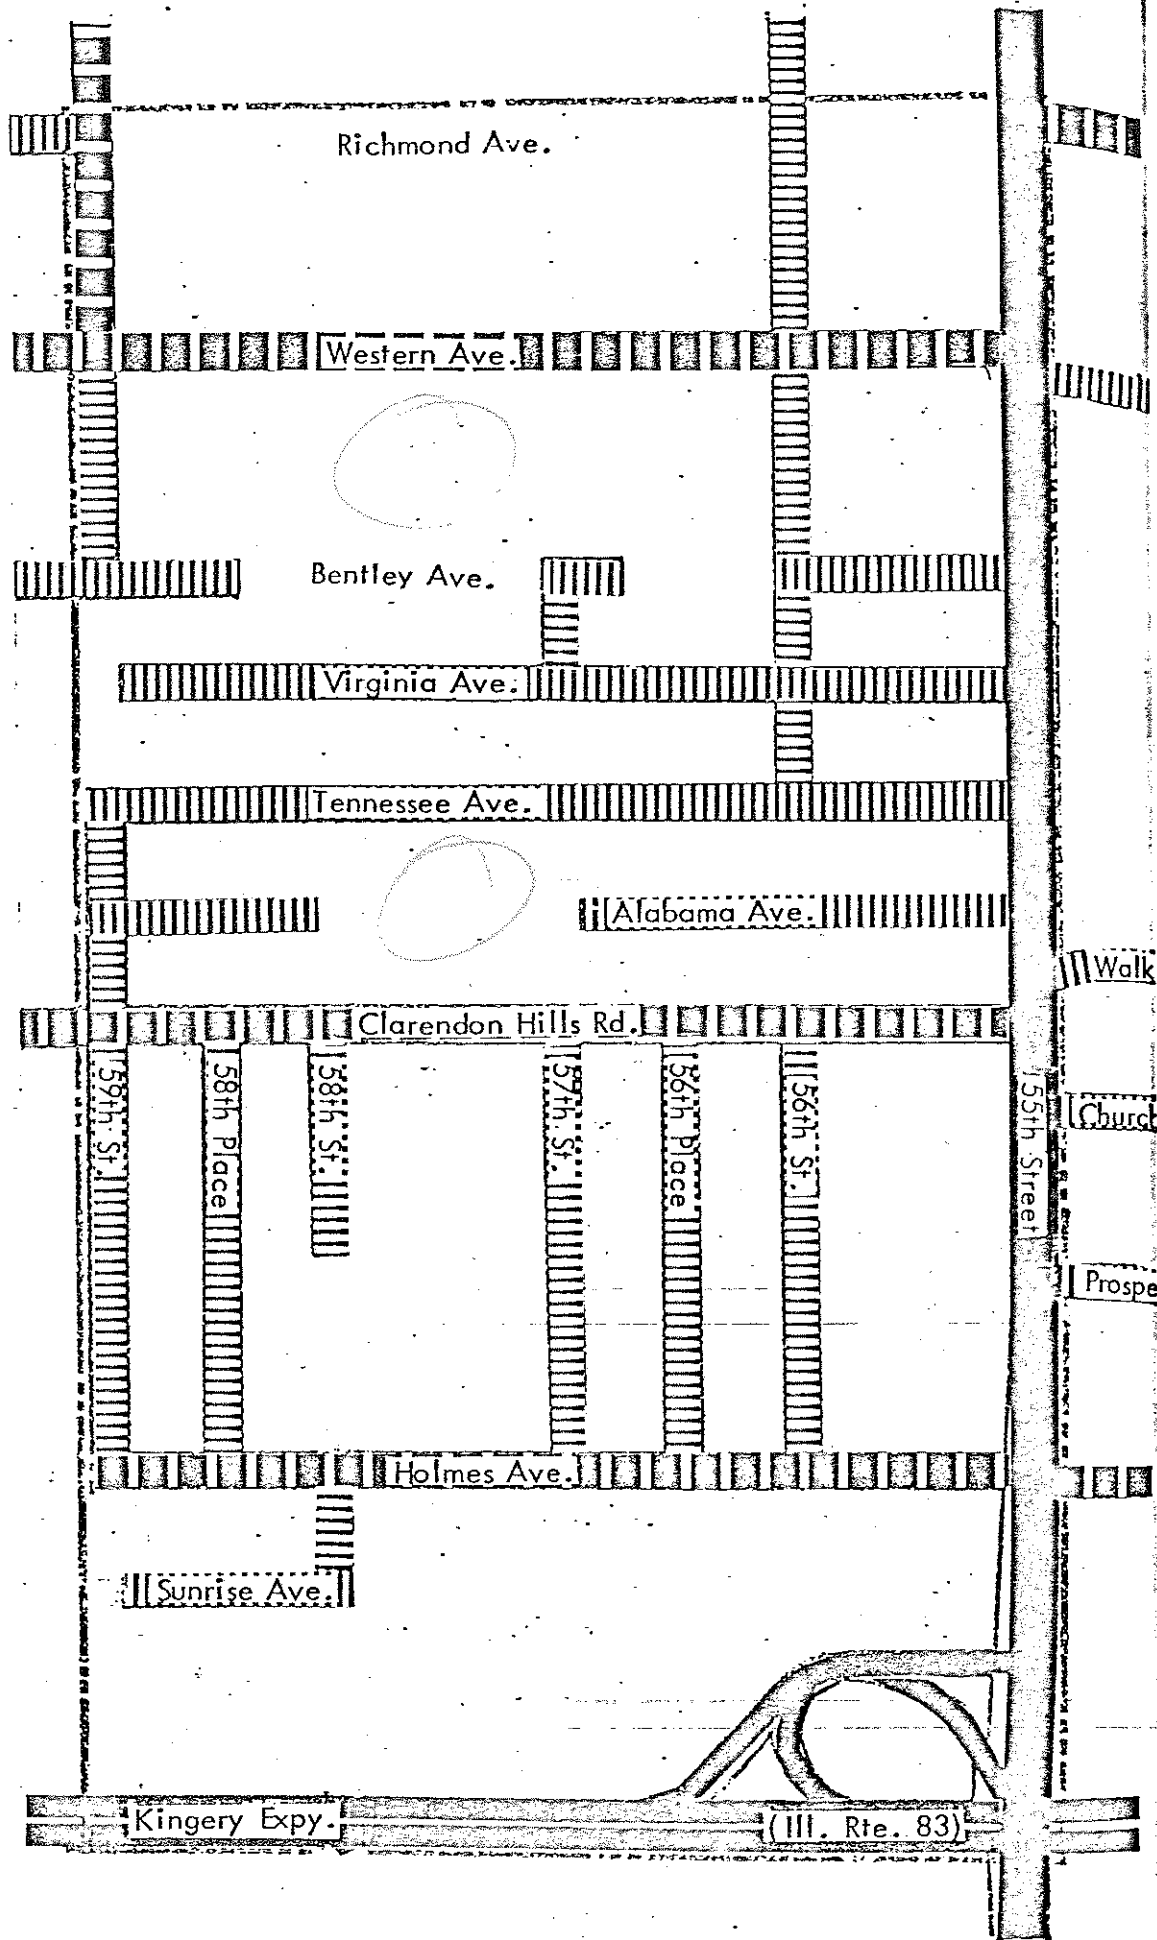 Richmond Ave.
Western Ave.
Bentley Ave.
Virginia Ave.
Tennessee Ave.
Alabama Ave.
Walk
Clarendon Hills Rd.
59th St.
58th Place
58th St.
57th St.
56th Place
56th St.
55th Street
Church
Prospe
Holmes Ave.
Sunrise Ave.
Kingery Expy.
(Ill. Rte. 83)